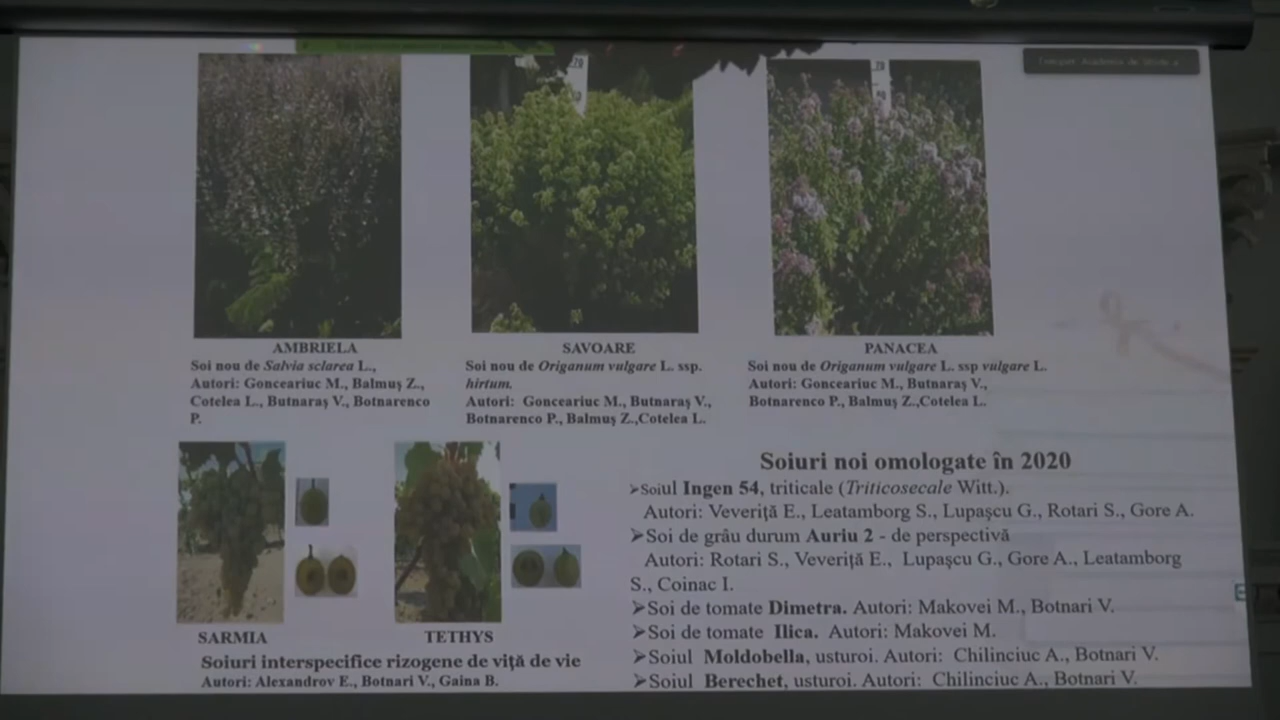 AMBRIELA
Soi nou de Salvia sclarea L.,
Autori: Gonceariuc M., Balmuş Z.,
Cotelea L., Butnaraş V., Botnarenco
P.
70
SAVOARE
Soi nou de Origanum vulgare L. ssp.
hirtum.
Autori: Gonceariuc M., Butnaraş V.,
Botnarenco P., Balmuş Z.,Cotelea L.
70
PANACEA
Soi nou de Origanum vulgare L. ssp vulgare L.
Autori: Gonceariuc M., Butnaraş V.,
Botnarenco P., Balmuş Z.,Cotelea L.
SARMIA
TETHYS
Soiuri interspecifice rizogene de viţă de vie
Autori: Alexandrov E., Botnari V., Gaina B.
Soiuri noi omologate în 2020
➢Soiul Ingen 54, triticale (Triticosecale Witt.).
Autori: Veveriţă E., Leatamborg S., Lupaşcu G., Rotari S., Gore A.
➢Soi de grâu durum Auriu 2 - de perspectivă
Autori: Rotari S., Veveriţă E., Lupaşcu G., Gore A., Leatamborg
S., Coinac I.
➢Soi de tomate Dimetra. Autori: Makovei M., Botnari V.
➢Soi de tomate Ilica. Autori: Makovei M.
➢Soiul Moldobella, usturoi. Autori: Chilinciuc A., Botnari V.
➢Soiul Berechet, usturoi. Autori: Chilinciuc A., Botnari V.